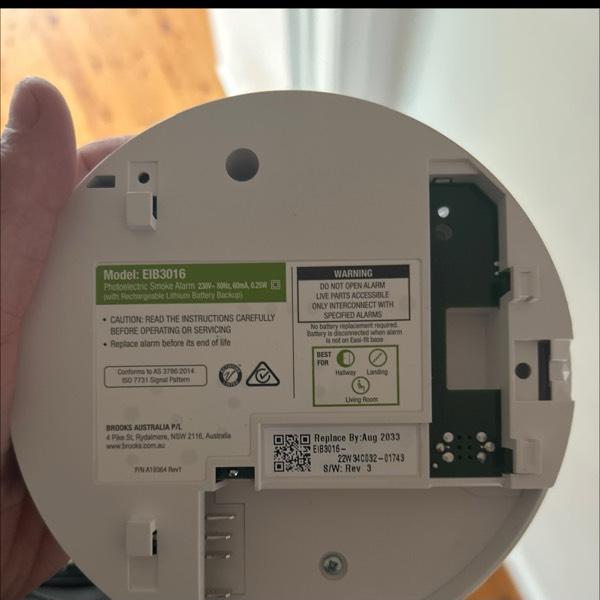 Model: EIB3016
Photoelectric Smoke Alarm 230V~ 50Hz, 60mA, 0.25W
(with Rechargeable Lithium Battery Backup)
• CAUTION: READ THE INSTRUCTIONS CAREFULLY
BEFORE OPERATING OR SERVICING
• Replace alarm before its end of life
Conforms to AS 3786:2014
ISO 7731 Signal Pattern
BROOKS AUSTRALIA P/L
4 Pike St, Rydalmere, NSW 2116, Australia
www.brooks.com.au
P/N A19364 Rev1
WARNING
DO NOT OPEN ALARM
LIVE PARTS ACCESSIBLE
ONLY INTERCONNECT WITH
SPECIFIED ALARMS
No battery replacement required.
Battery is disconnected when alarm
is not on Easi-fit base
BEST
FOR
Hallway
Landing
Living Room
Replace By:Aug 2033
EIB3016-
22W34C032-01743
S/W: Rev 3